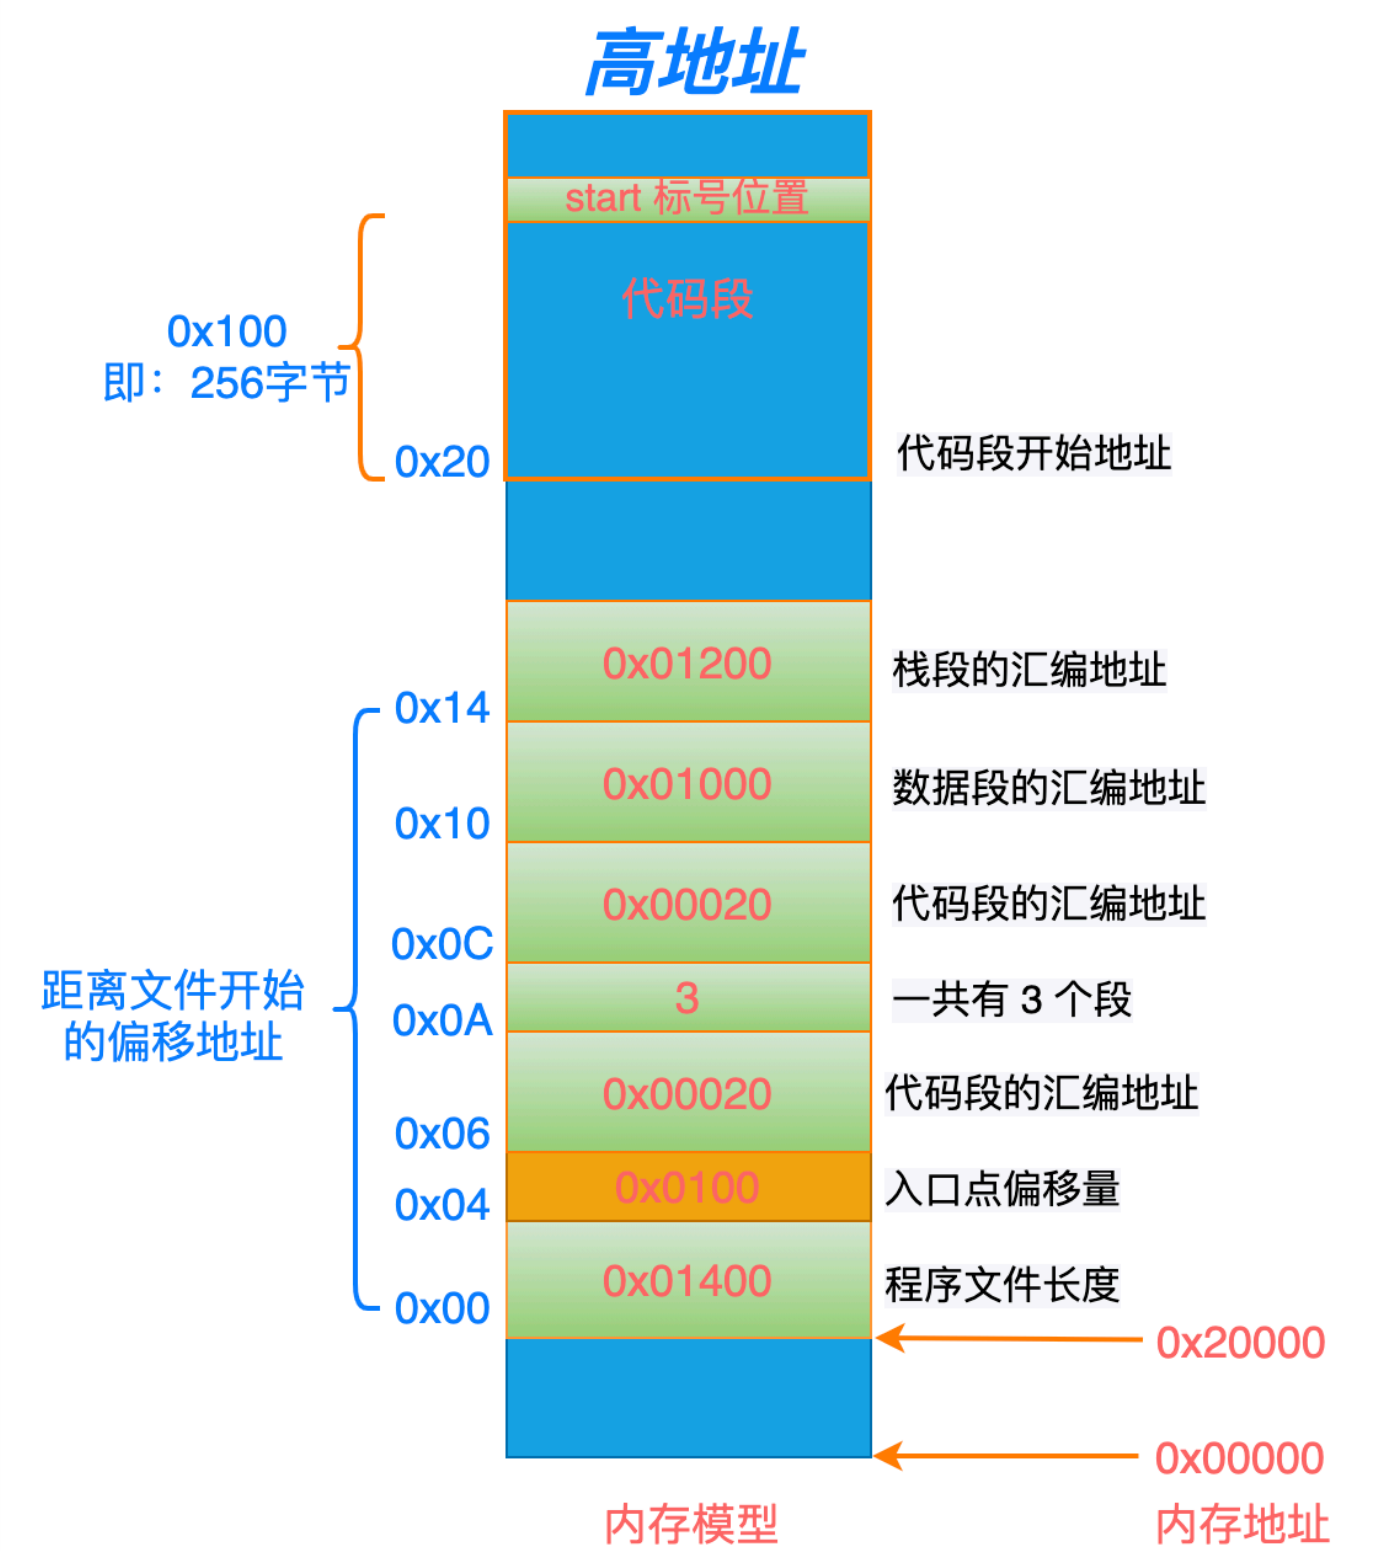 高地址
start 标号位置
代码段
0x100
即：256字节
0x20
代码段开始地址
0x01200
栈段的汇编地址
0x14
0x01000
数据段的汇编地址
0x10
0x00020
代码段的汇编地址
0x0C
3
一共有 3 个段
0x0A
距离文件开始
的偏移地址
0x00020
代码段的汇编地址
0x06
0x0100
入口点偏移量
0x04
0x01400
程序文件长度
0x00
0x20000
0x00000
内存模型
内存地址